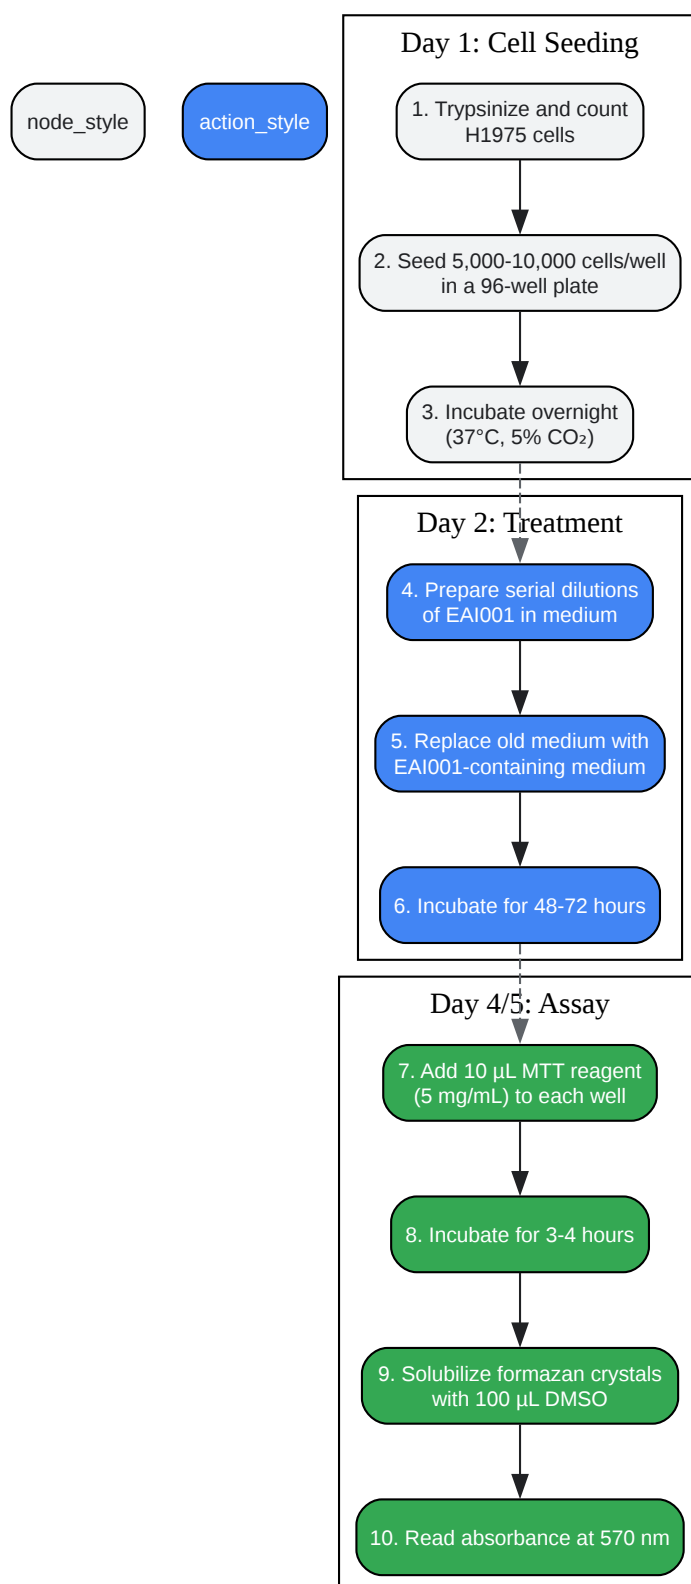 Day 1: Cell Seeding
node_style
action_style
1. Trypsinize and count
H1975 cells
2. Seed 5,000-10,000 cells/well
in a 96-well plate
3. Incubate overnight
(37°C, 5% CO₂)
Day 2: Treatment
4. Prepare serial dilutions
of EAI001 in medium
5. Replace old medium with
EAI001-containing medium
6. Incubate for 48-72 hours
Day 4/5: Assay
7. Add 10 µL MTT reagent
(5 mg/mL) to each well
8. Incubate for 3-4 hours
9. Solubilize formazan crystals
with 100 µL DMSO
10. Read absorbance at 570 nm